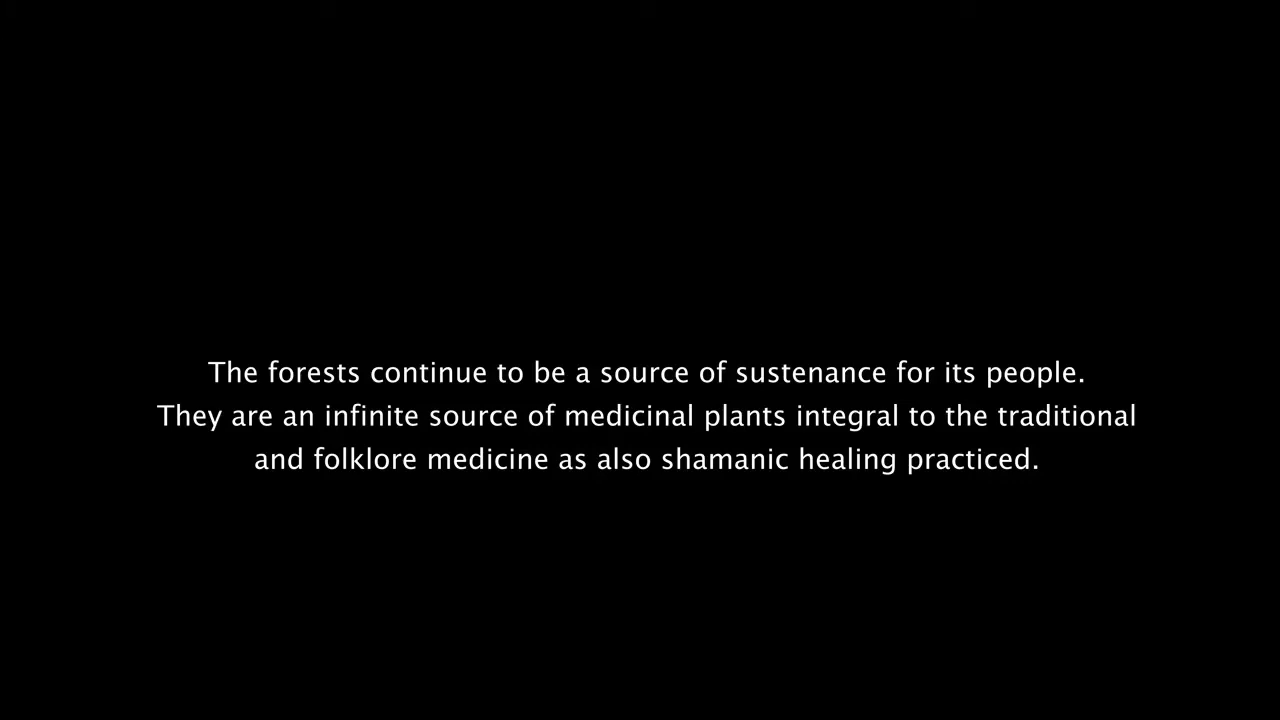 The forests continue to be a source of sustenance for its people.
They are an infinite source of medicinal plants integral to the traditional
and folklore medicine as also shamanic healing practiced.